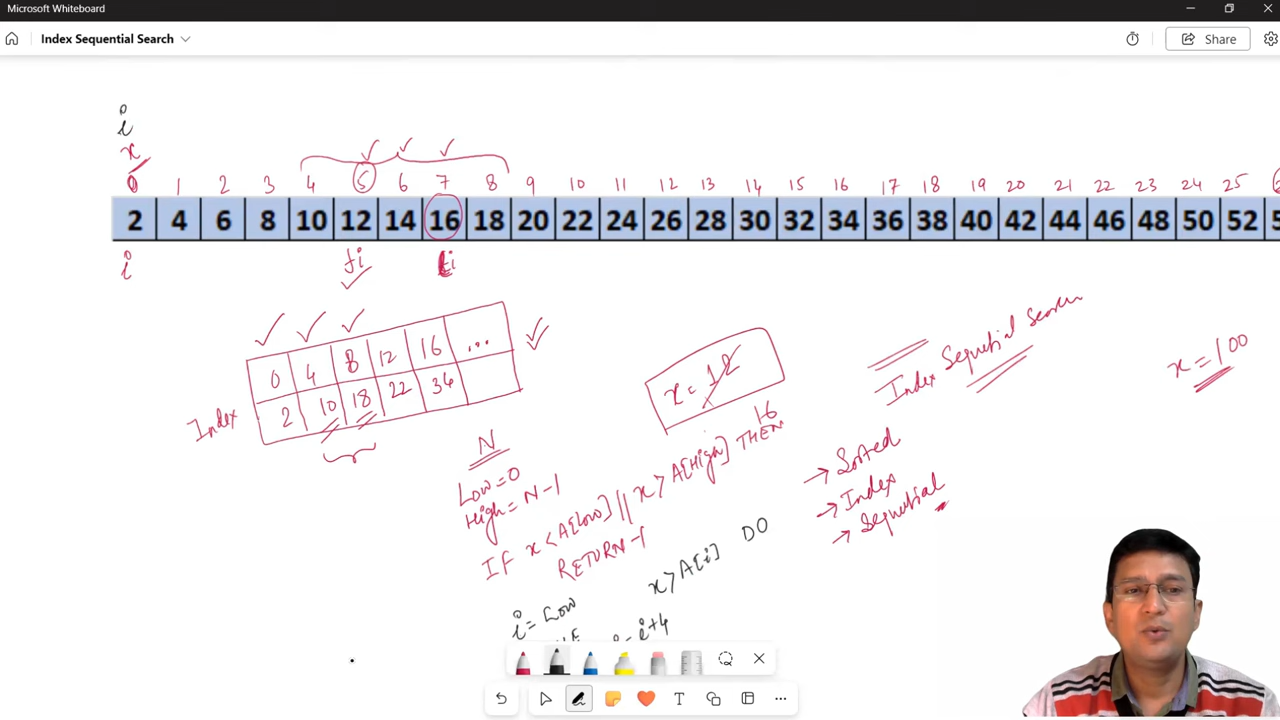 Microsoft Whiteboard
Index Sequential Search
Share
i
x
0 1 2 3 4 5 6 7 8 9 10 11 12 13 14 15 16 17 18 19 20 21 22 23 24 25
2 4 6 8 10 12 14 16 18 20 22 24 26 28 30 32 34 36 38 40 42 44 46 48 50 52
i fi i
0 4 8 12 16 ...
Index 2 10 18 22 34
x = 12
16
Index Sequential Search
x = 100
N
Low = 0
High = N-1
If x < A[Low] || x > A[High] THEN
RETURN -1
→ Sorted
→ Index
→ Sequential
i = Low
x > A[i] DO
i+4
T